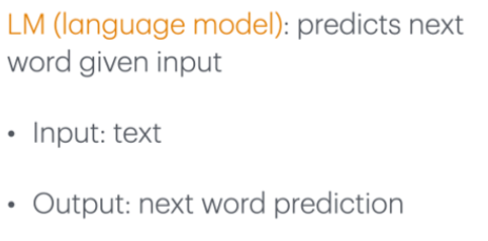 LM (language model): predicts next
word given input
• Input: text
• Output: next word prediction